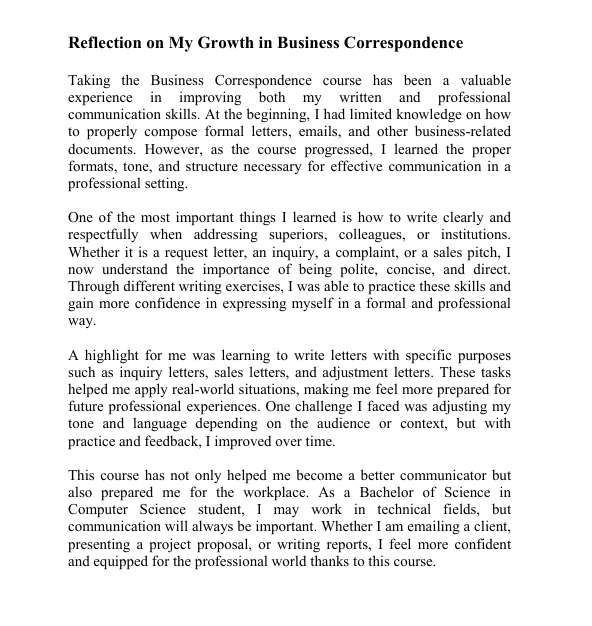 Reflection on My Growth in Business Correspondence
Taking the Business Correspondence course has been a valuable
experience in improving both my written and professional
communication skills. At the beginning, I had limited knowledge on how
to properly compose formal letters, emails, and other business-related
documents. However, as the course progressed, I learned the proper
formats, tone, and structure necessary for effective communication in a
professional setting.
One of the most important things I learned is how to write clearly and
respectfully when addressing superiors, colleagues, or institutions.
Whether it is a request letter, an inquiry, a complaint, or a sales pitch, I
now understand the importance of being polite, concise, and direct.
Through different writing exercises, I was able to practice these skills and
gain more confidence in expressing myself in a formal and professional
way.
A highlight for me was learning to write letters with specific purposes
such as inquiry letters, sales letters, and adjustment letters. These tasks
helped me apply real-world situations, making me feel more prepared for
future professional experiences. One challenge I faced was adjusting my
tone and language depending on the audience or context, but with
practice and feedback, I improved over time.
This course has not only helped me become a better communicator but
also prepared me for the workplace. As a Bachelor of Science in
Computer Science student, I may work in technical fields, but
communication will always be important. Whether I am emailing a client,
presenting a project proposal, or writing reports, I feel more confident
and equipped for the professional world thanks to this course.